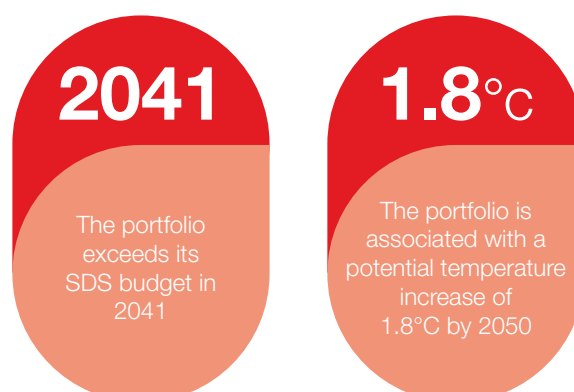 2041
The portfolio
exceeds its
SDS budget in
2041
1.8°C
The portfolio is
associated with a
potential temperature
increase of
1.8°C by 2050